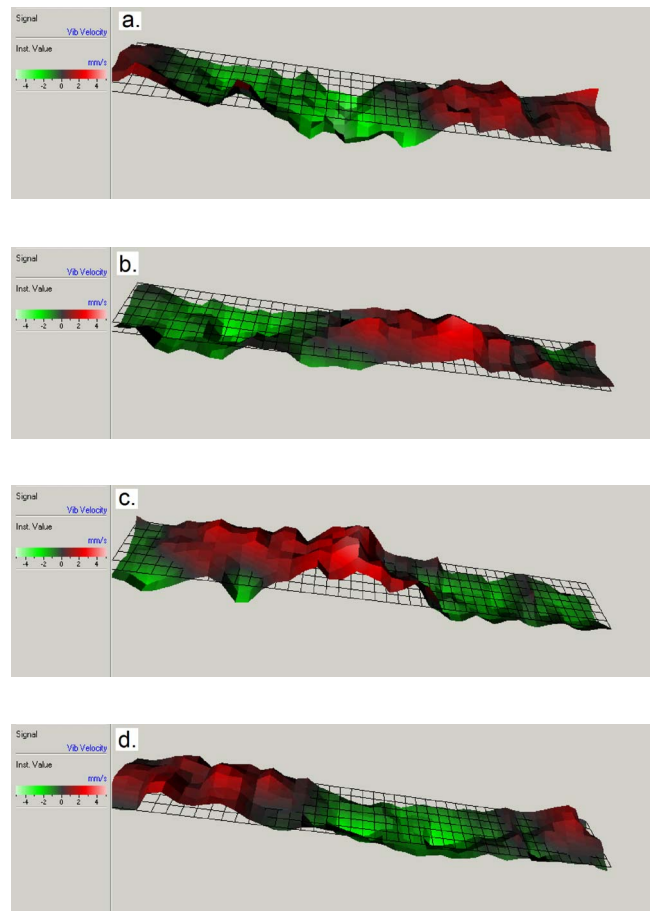 a.
Signal
Vib Velocity
Inst. Value
mm/s
-4 -2 0 2 4
b.
Signal
Vib Velocity
Inst. Value
mm/s
-4 -2 0 2 4
c.
Signal
Vib Velocity
Inst. Value
mm/s
-4 -2 0 2 4
d.
Signal
Vib Velocity
Inst. Value
mm/s
-4 -2 0 2 4